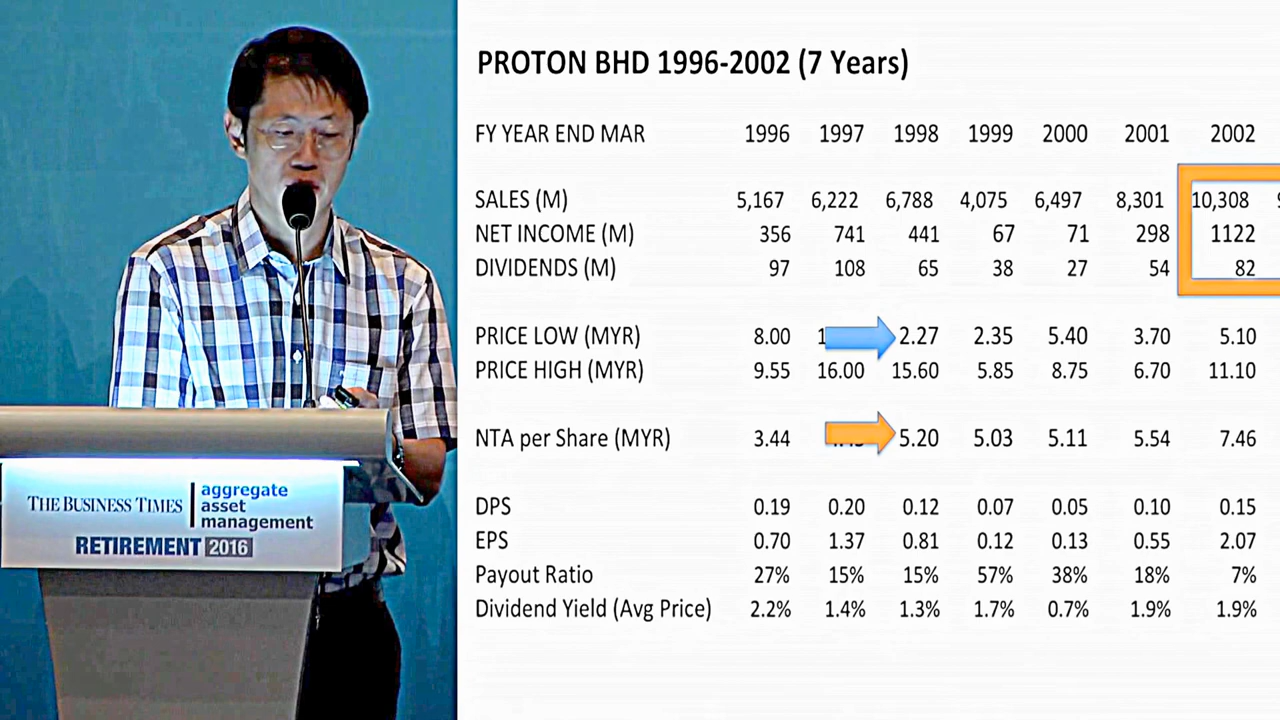 PROTON BHD 1996-2002 (7 Years)
FY YEAR END MAR 1996 1997 1998 1999 2000 2001 2002
SALES (M) 5,167 6,222 6,788 4,075 6,497 8,301 10,308
NET INCOME (M) 356 741 441 67 71 298 1122
DIVIDENDS (M) 97 108 65 38 27 54 82
PRICE LOW (MYR) 8.00 2.27 2.35 5.40 3.70 5.10
PRICE HIGH (MYR) 9.55 16.00 15.60 5.85 8.75 6.70 11.10
NTA per Share (MYR) 3.44 5.20 5.03 5.11 5.54 7.46
DPS 0.19 0.20 0.12 0.07 0.05 0.10 0.15
EPS 0.70 1.37 0.81 0.12 0.13 0.55 2.07
Payout Ratio 27% 15% 15% 57% 38% 18% 7%
Dividend Yield (Avg Price) 2.2% 1.4% 1.3% 1.7% 0.7% 1.9% 1.9%
THE BUSINESS TIMES
aggregate
asset
management
RETIREMENT 2016